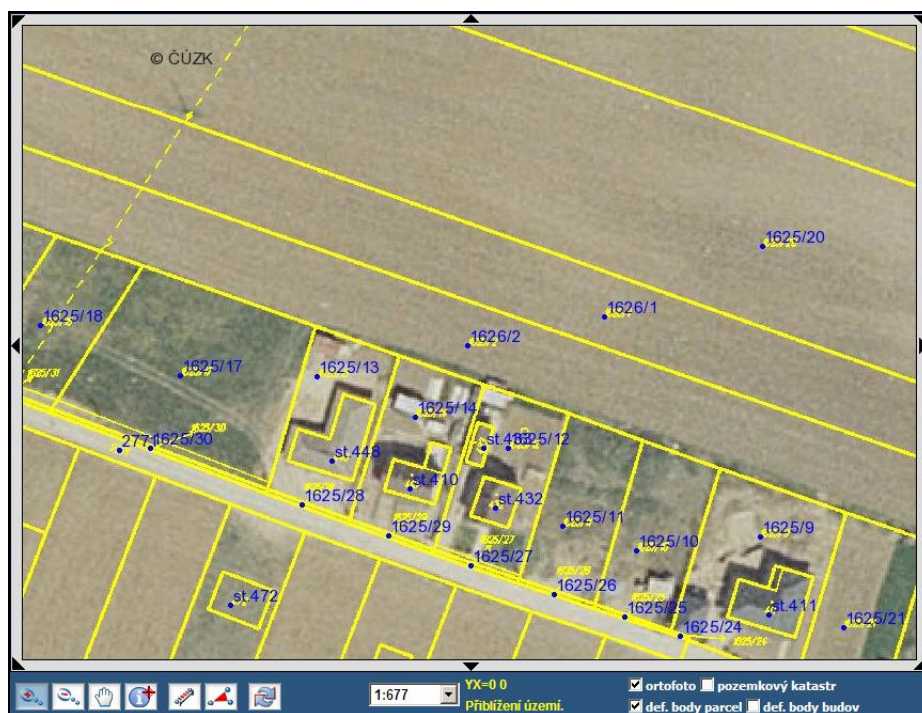 © ČÚZK
1625/20
1626/1
1625/18
1626/2
1625/17
1625/13
1625/14
2771
1625/30
st.448
st.433
1625/12
st.410
1625/28
st.432
1625/11
1625/29
1625/10
1625/9
1625/27
st.472
1625/26
st.411
1625/25
1625/21
1625/24
1:677
YX=0 0
Přiblížení území.
ortofoto
pozemkový katastr
def. body parcel
def. body budov